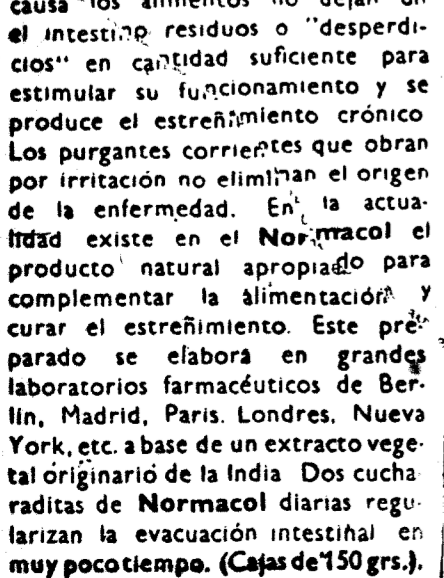 causa los alimentos no dejan en
el intestino residuos o "desperdi-
cios" en cantidad suficiente para
estimular su funcionamiento y se
produce el estreñimiento crónico
Los purgantes corrientes que obran
por irritación no eliminan el origen
de la enfermedad. En la actua-
lidad existe en el Normacol el
producto natural apropiado para
complementar la alimentación y
curar el estreñimiento. Este pre-
parado se elabora en grandes
laboratorios farmacéuticos de Ber-
lín, Madrid, Paris. Londres, Nueva
York, etc. a base de un extracto vege-
tal originario de la India Dos cucha
raditas de Normacol diarias regu-
larizan la evacuación intestinal en
muy poco tiempo. (Cajas de 150 grs.).